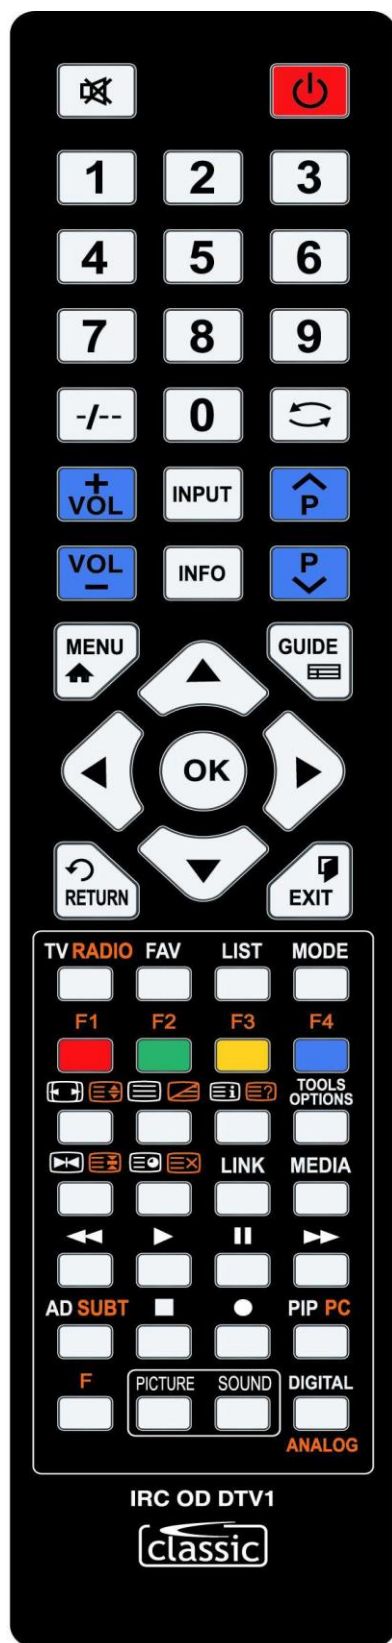 1 2 3
4 5 6
7 8 9
-/-- 0
+
VOL INPUT P
VOL P
– INFO
MENU GUIDE
OK
RETURN EXIT
TV RADIO FAV LIST MODE
F1 F2 F3 F4
TOOLS
OPTIONS
LINK MEDIA
AD SUBT PIP PC
F PICTURE SOUND DIGITAL
ANALOG
IRC OD DTV1
classic